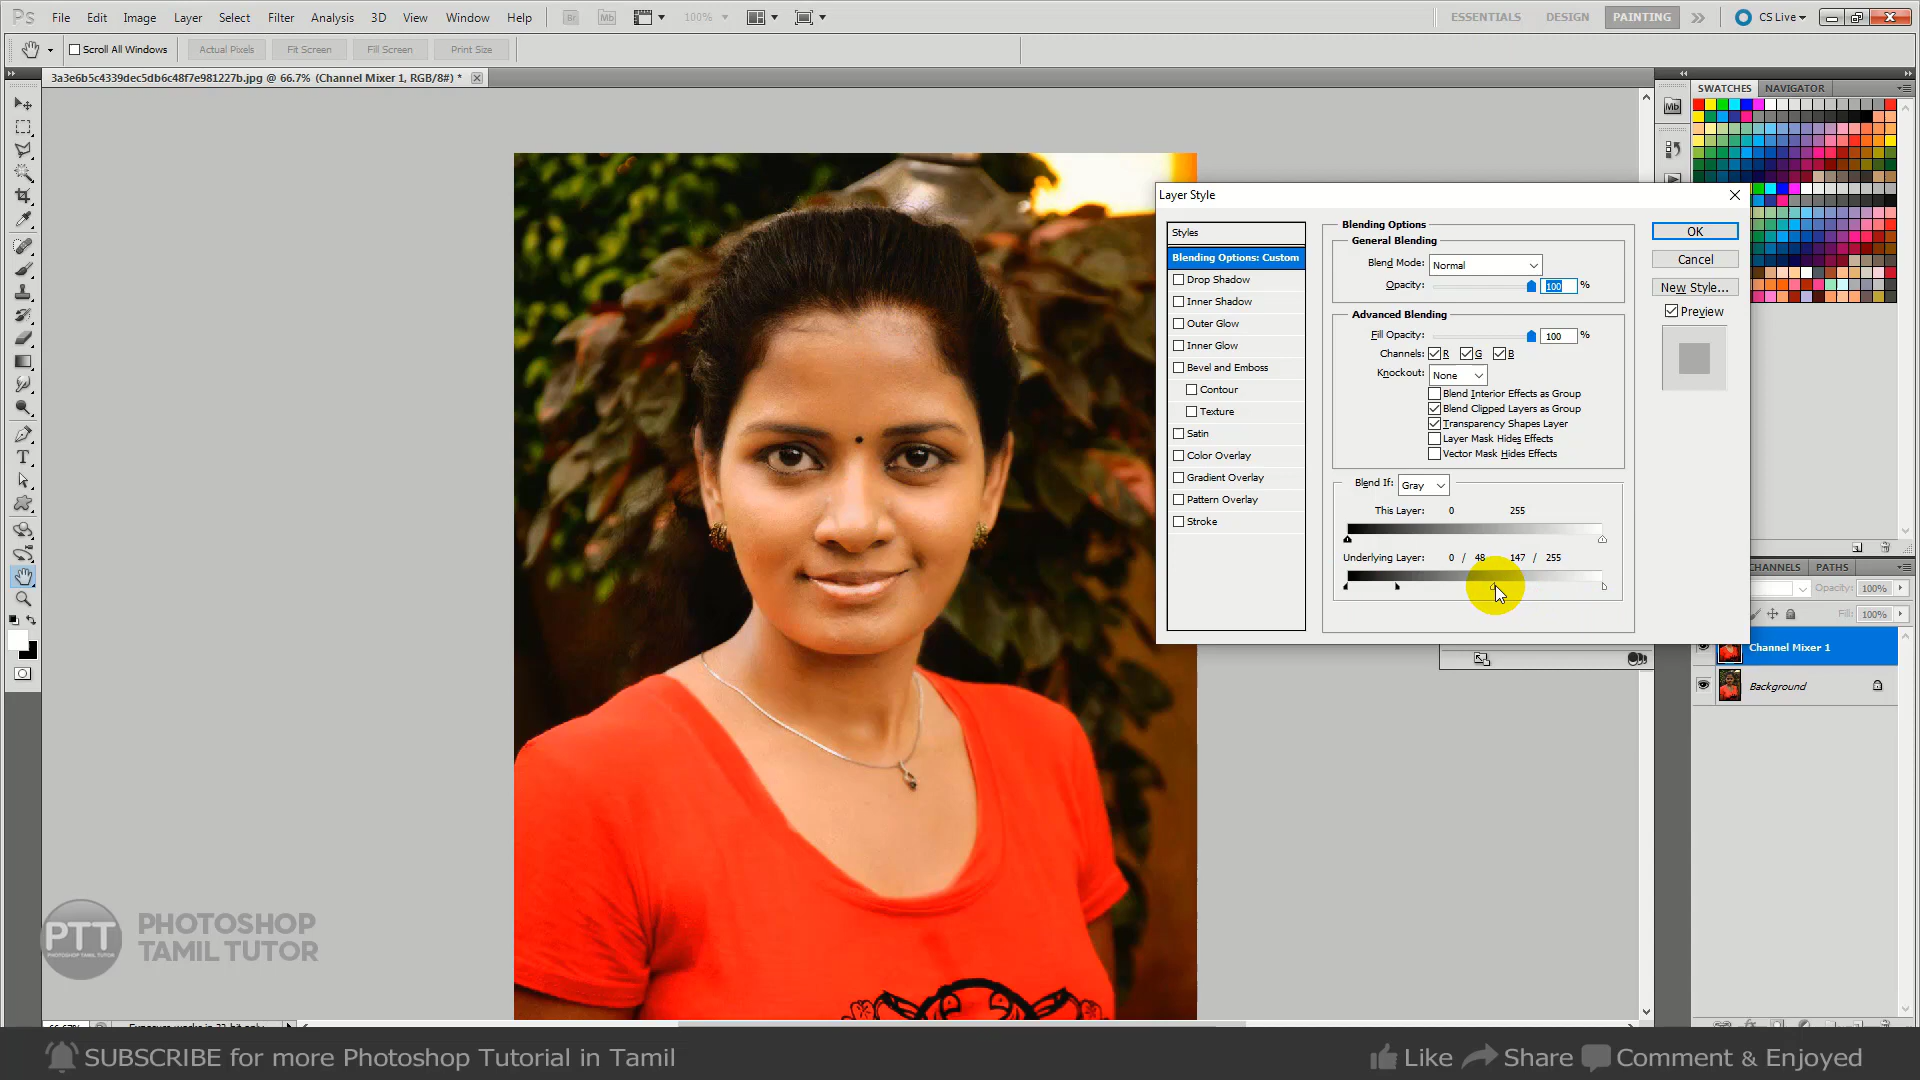 Ps File Edit Image Layer Select Filter Analysis 3D View Window Help Br Mb 100% ESSENTIALS DESIGN PAINTING CS Live
Scroll All Windows Actual Pixels Fit Screen Fill Screen Print Size
3a3e6b5c4339dec5db6c48f7e981227b.jpg @ 66.7% (Channel Mixer 1, RGB/8#) *
SWATCHES NAVIGATOR
Mb
Layer Style
Styles
Blending Options: Custom
Drop Shadow
Inner Shadow
Outer Glow
Inner Glow
Bevel and Emboss
Contour
Texture
Satin
Color Overlay
Gradient Overlay
Pattern Overlay
Stroke
Blending Options
General Blending
Blend Mode: Normal
Opacity: 100 %
Advanced Blending
Fill Opacity: 100 %
Channels: R G B
Knockout: None
Blend Interior Effects as Group
Blend Clipped Layers as Group
Transparency Shapes Layer
Layer Mask Hides Effects
Vector Mask Hides Effects
Blend If: Gray
This Layer: 0 255
Underlying Layer: 0 / 48 147 / 255
OK
Cancel
New Style...
Preview
CHANNELS PATHS
Opacity: 100%
Fill: 100%
Channel Mixer 1
Background
T
PTT
PHOTOSHOP TAMIL TUTOR
PHOTOSHOP
TAMIL TUTOR
SUBSCRIBE for more Photoshop Tutorial in Tamil
Like Share Comment & Enjoyed